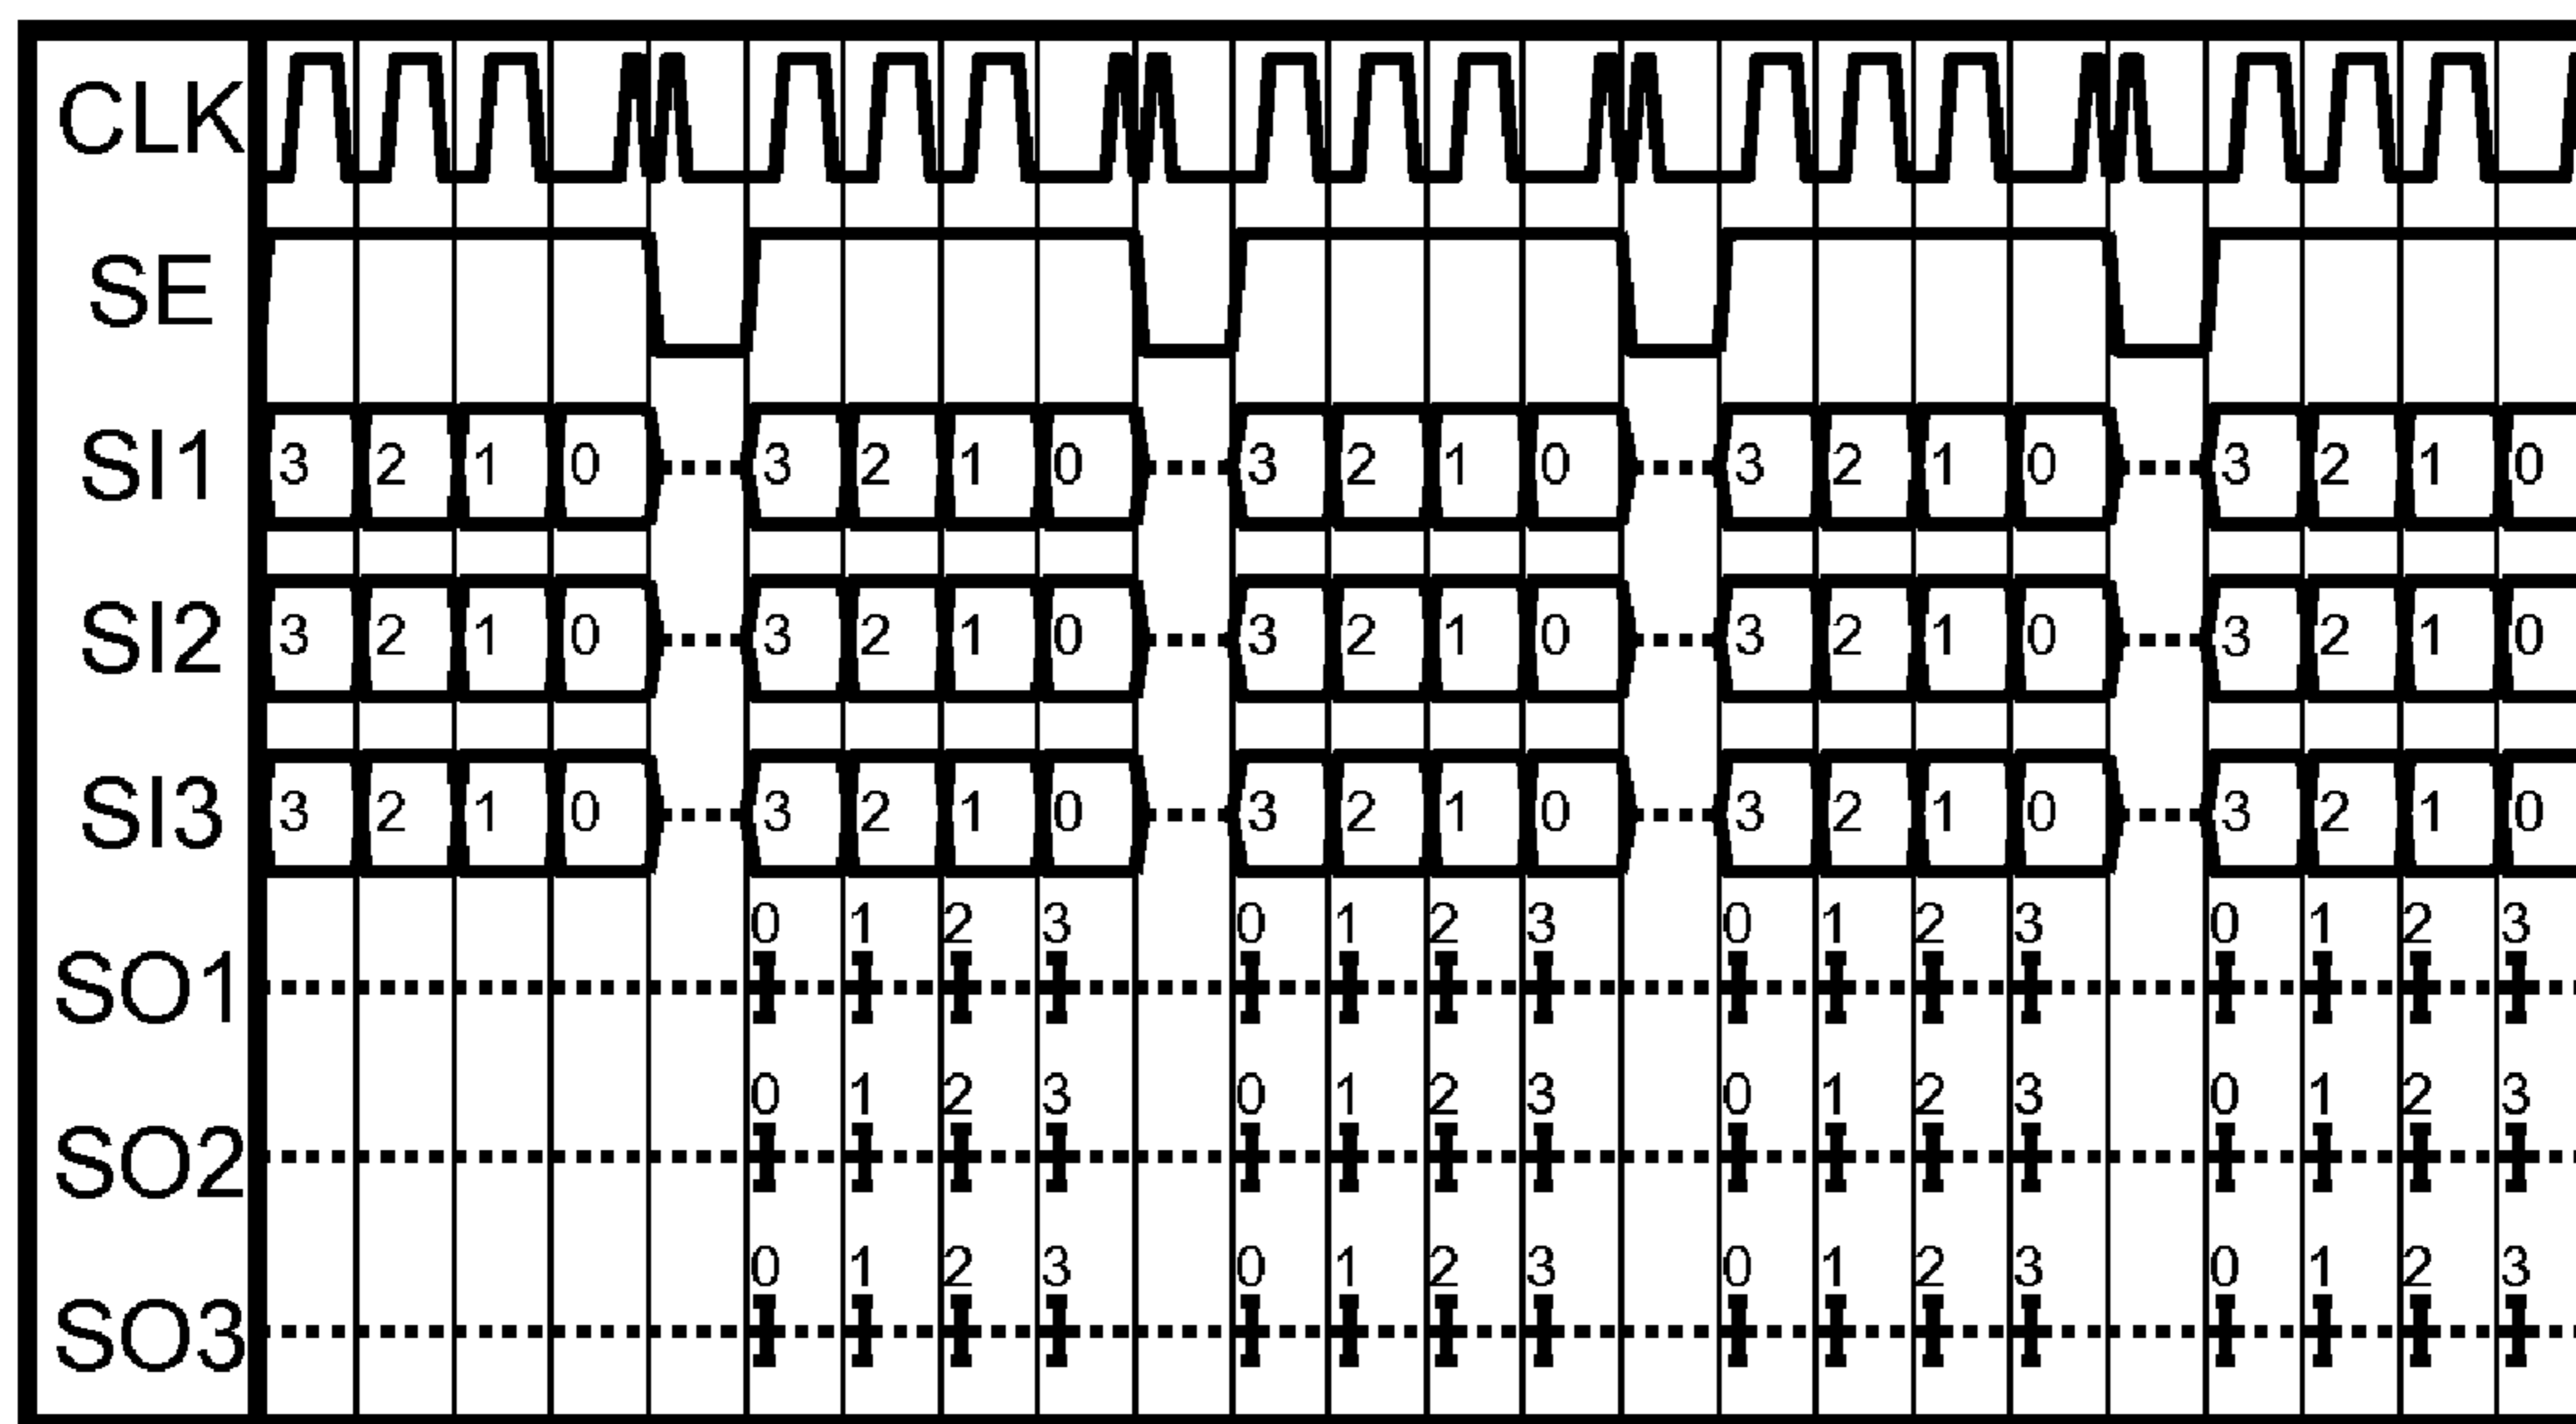 CLK
SE
SI1 3 2 1 0 3 2 1 0 3 2 1 0 3 2 1 0 3 2 1 0
SI2 3 2 1 0 3 2 1 0 3 2 1 0 3 2 1 0 3 2 1 0
SI3 3 2 1 0 3 2 1 0 3 2 1 0 3 2 1 0 3 2 1 0
0 1 2 3 0 1 2 3 0 1 2 3 0 1 2 3
SO1
0 1 2 3 0 1 2 3 0 1 2 3 0 1 2 3
SO2
0 1 2 3 0 1 2 3 0 1 2 3 0 1 2 3
SO3